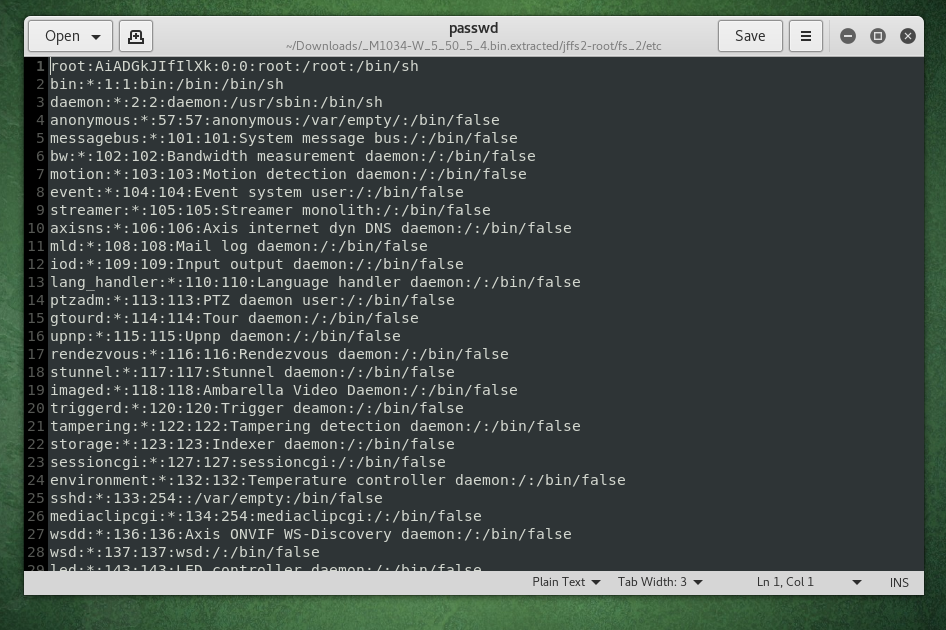 Open
passwd
~/Downloads/_M1034-W_5_50_5_4.bin.extracted/jffs2-root/fs_2/etc
Save
1 root:AiADGkJIfIlXk:0:0:root:/root:/bin/sh
2 bin:*:1:1:bin:/bin:/bin/sh
3 daemon:*:2:2:daemon:/usr/sbin:/bin/sh
4 anonymous:*:57:57:anonymous:/var/empty/:/bin/false
5 messagebus:*:101:101:System message bus:/:/bin/false
6 bw:*:102:102:Bandwidth measurement daemon:/:/bin/false
7 motion:*:103:103:Motion detection daemon:/:/bin/false
8 event:*:104:104:Event system user:/:/bin/false
9 streamer:*:105:105:Streamer monolith:/:/bin/false
10 axisns:*:106:106:Axis internet dyn DNS daemon:/:/bin/false
11 mld:*:108:108:Mail log daemon:/:/bin/false
12 iod:*:109:109:Input output daemon:/:/bin/false
13 lang_handler:*:110:110:Language handler daemon:/:/bin/false
14 ptzadm:*:113:113:PTZ daemon user:/:/bin/false
15 gtourd:*:114:114:Tour daemon:/:/bin/false
16 upnp:*:115:115:Upnp daemon:/:/bin/false
17 rendezvous:*:116:116:Rendezvous daemon:/:/bin/false
18 stunnel:*:117:117:Stunnel daemon:/:/bin/false
19 imaged:*:118:118:Ambarella Video Daemon:/:/bin/false
20 triggerd:*:120:120:Trigger deamon:/:/bin/false
21 tampering:*:122:122:Tampering detection daemon:/:/bin/false
22 storage:*:123:123:Indexer daemon:/:/bin/false
23 sessioncgi:*:127:127:sessioncgi:/:/bin/false
24 environment:*:132:132:Temperature controller daemon:/:/bin/false
25 sshd:*:133:254::/var/empty:/bin/false
26 mediaclipcgi:*:134:254:mediaclipcgi:/:/bin/false
27 wsdd:*:136:136:Axis ONVIF WS-Discovery daemon:/:/bin/false
28 wsd:*:137:137:wsd:/:/bin/false
29 led:*:143:143:LED controller daemon:/:/bin/false
Plain Text
Tab Width: 3
Ln 1, Col 1
INS